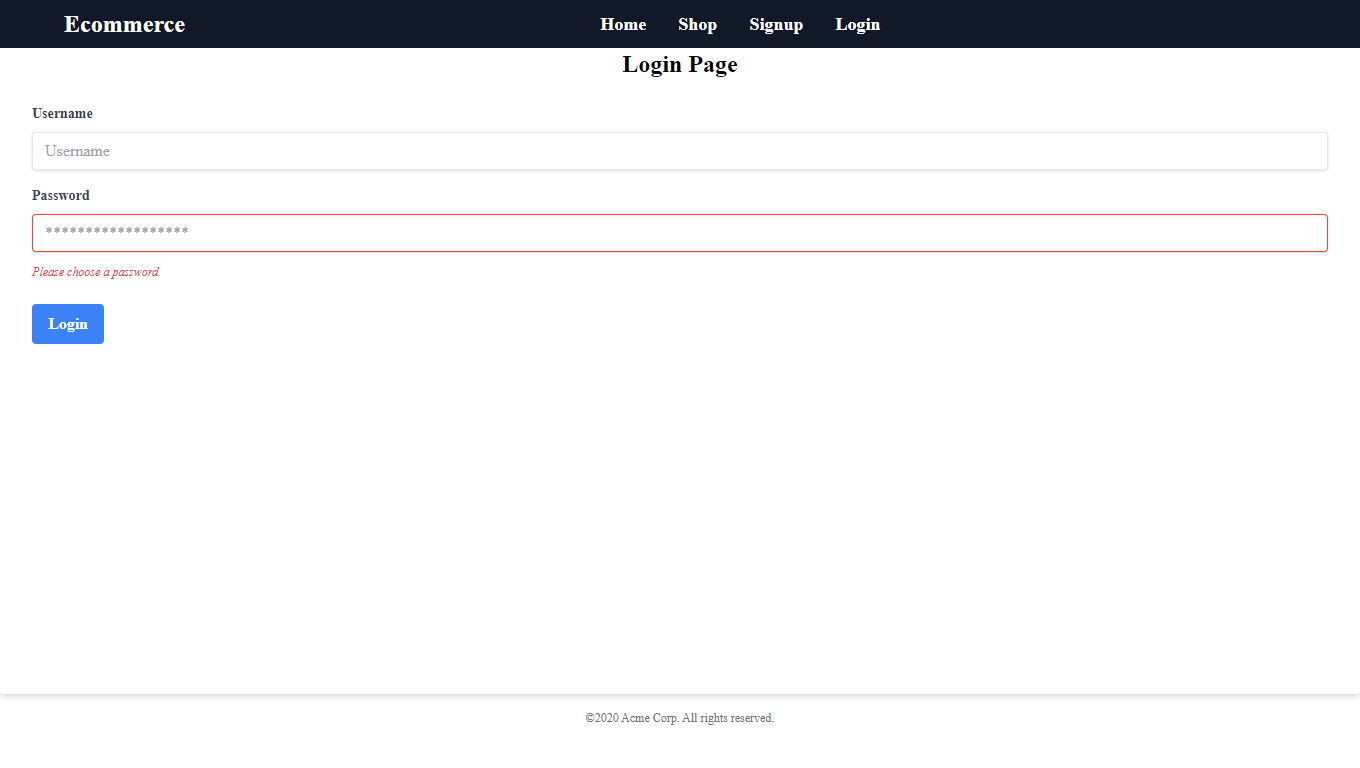 Ecommerce Home Shop Signup Login
Login Page
Username
Username
Password
******************
Please choose a password.
Login
©2020 Acme Corp. All rights reserved.